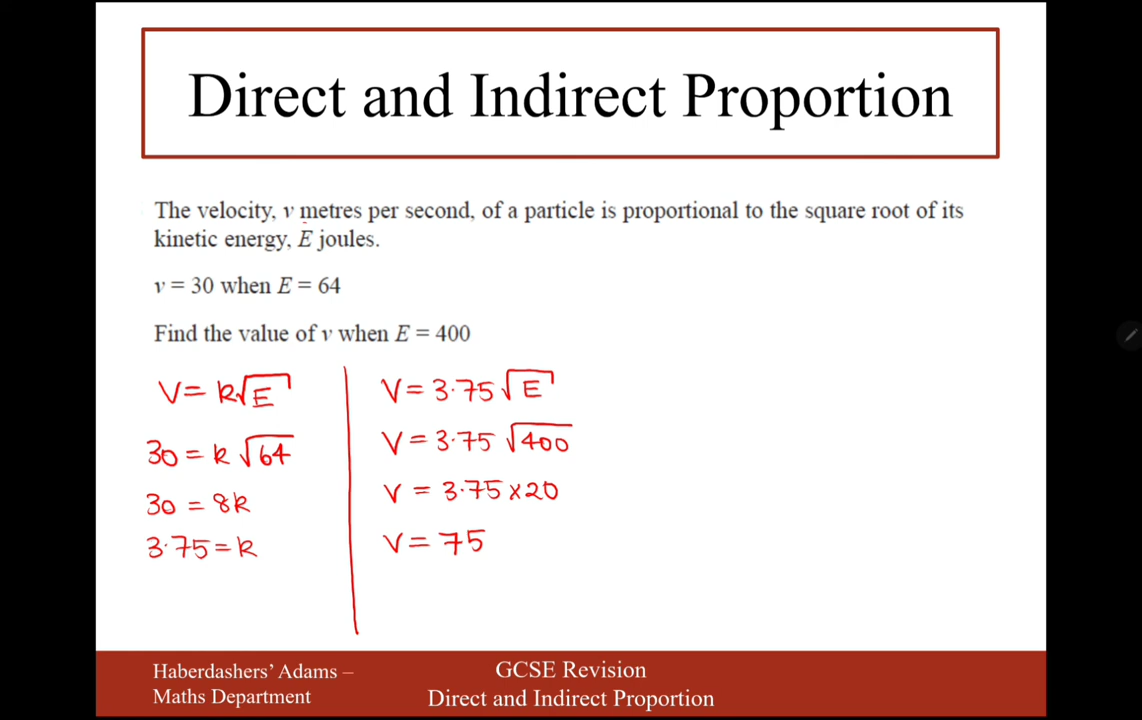 Direct and Indirect Proportion
The velocity, v metres per second, of a particle is proportional to the square root of its
kinetic energy, E joules.
v = 30 when E = 64
Find the value of v when E = 400
V = k√E
30 = k √64
30 = 8k
3·75 = k
V = 3·75 √E
V = 3·75 √400
V = 3·75 × 20
V = 75
Haberdashers’ Adams –
Maths Department
GCSE Revision
Direct and Indirect Proportion